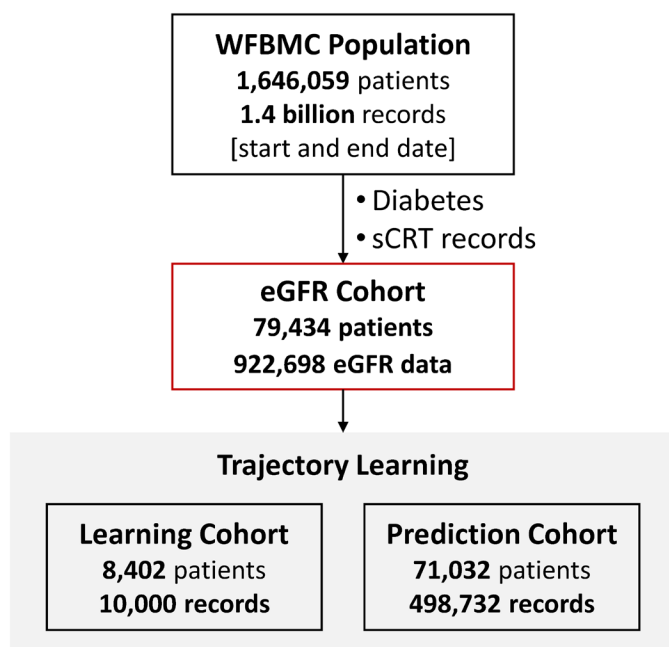 WFBMC Population
1,646,059 patients
1.4 billion records
[start and end date]
• Diabetes
• sCRT records
eGFR Cohort
79,434 patients
922,698 eGFR data
Trajectory Learning
Learning Cohort
8,402 patients
10,000 records
Prediction Cohort
71,032 patients
498,732 records